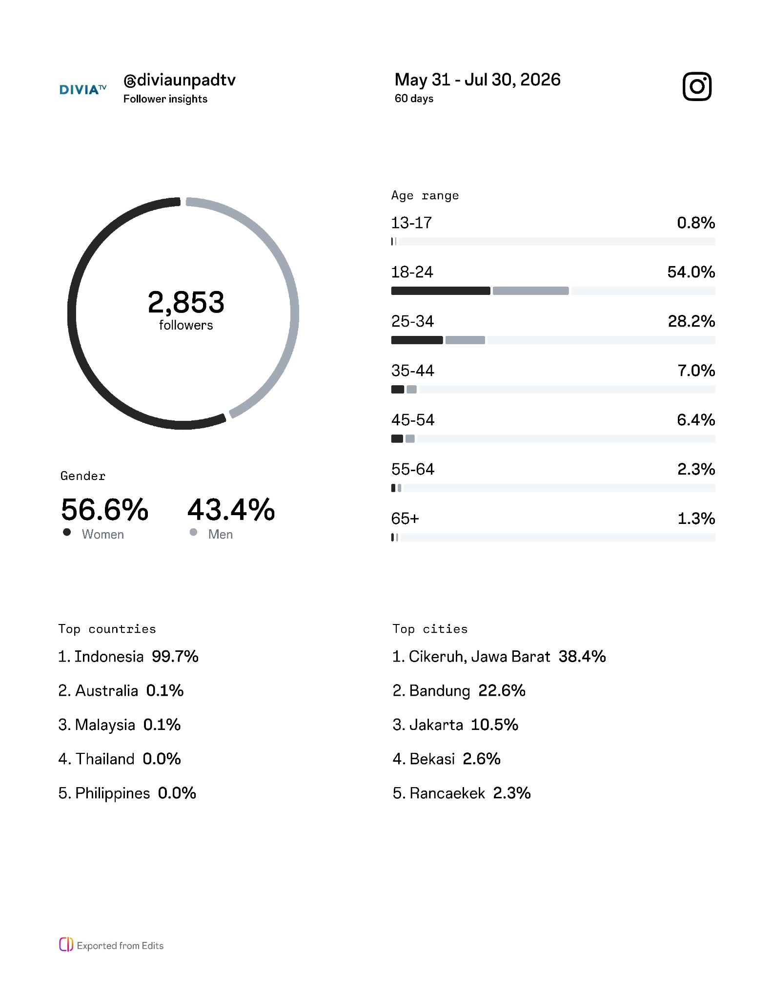 DIVIA TV
@diviaunpadtv
Follower insights
May 31 - Jul 30, 2026
60 days
2,853
followers
Gender
56.6% 43.4%
Women Men
Age range
13-17 0.8%
18-24 54.0%
25-34 28.2%
35-44 7.0%
45-54 6.4%
55-64 2.3%
65+ 1.3%
Top countries
1. Indonesia 99.7%
2. Australia 0.1%
3. Malaysia 0.1%
4. Thailand 0.0%
5. Philippines 0.0%
Top cities
1. Cikeruh, Jawa Barat 38.4%
2. Bandung 22.6%
3. Jakarta 10.5%
4. Bekasi 2.6%
5. Rancaekek 2.3%
Exported from Edits